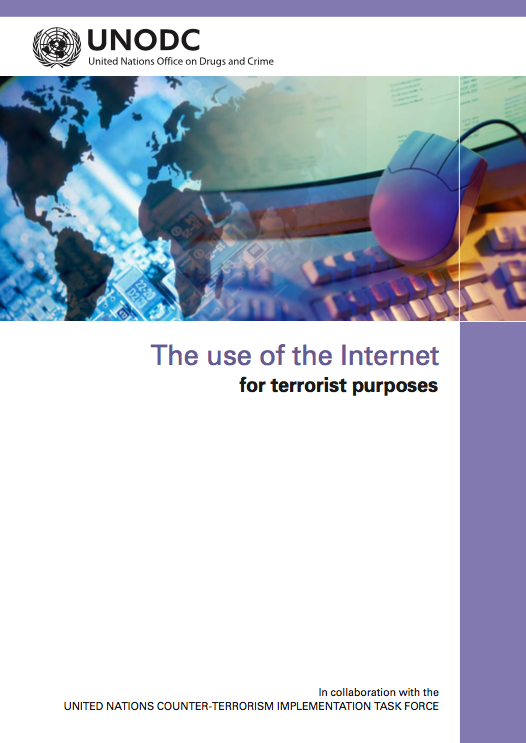 UNODC
United Nations Office on Drugs and Crime
The use of the Internet
for terrorist purposes
In collaboration with the
UNITED NATIONS COUNTER-TERRORISM IMPLEMENTATION TASK FORCE